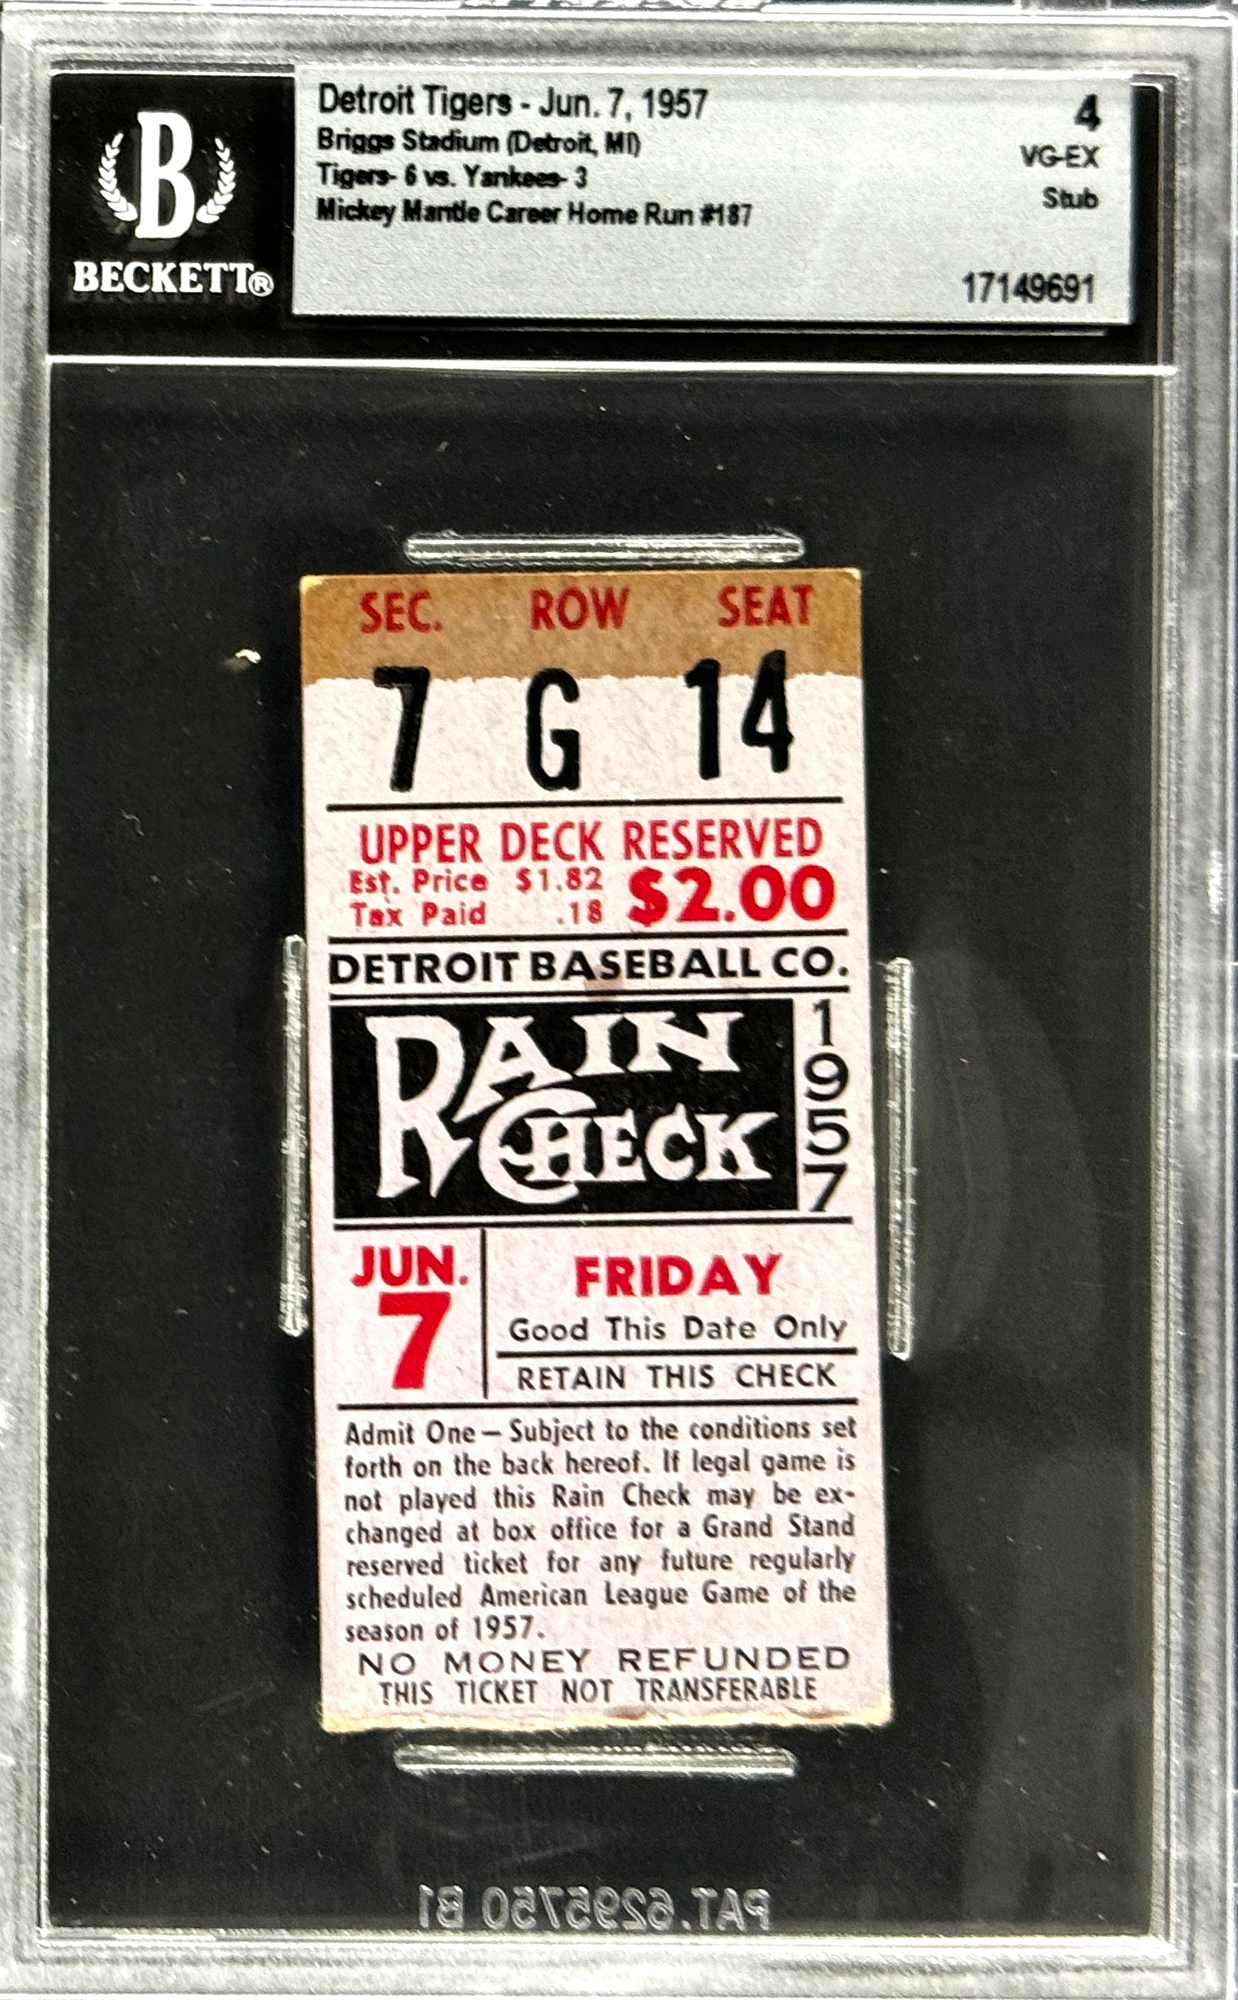 B
BECKETT®
Detroit Tigers - Jun. 7, 1957
Briggs Stadium (Detroit, MI)
Tigers- 6 vs. Yankees- 3
Mickey Mantle Career Home Run #187
4
VG-EX
Stub
17149691
SEC. ROW SEAT
7 G 14
UPPER DECK RESERVED
Est. Price $1.82 $2.00
Tax Paid .18
DETROIT BASEBALL CO.
RAIN
CHECK
1957
JUN.
7
FRIDAY
Good This Date Only
RETAIN THIS CHECK
Admit One — Subject to the conditions set
forth on the back hereof. If legal game is
not played this Rain Check may be ex-
changed at box office for a Grand Stand
reserved ticket for any future regularly
scheduled American League Game of the
season of 1957.
NO MONEY REFUNDED
THIS TICKET NOT TRANSFERABLE
PAT.6295750 B1